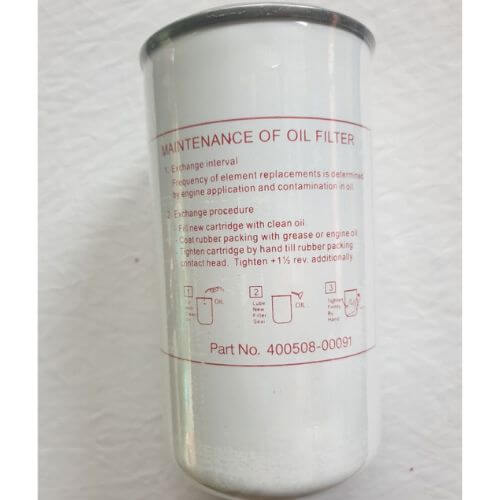 MAINTENANCE OF OIL FILTER
1. Exchange interval
Frequency of element replacements is determined
by engine application and contamination in oil.
2. Exchange procedure
- Fill new cartridge with clean oil.
- Coat rubber packing with grease or engine oil
- Tighten cartridge by hand till rubber packing
contact head. Tighten +1½ rev. additionally.
1 2 3
OIL
Lube
New
Filter
Seal
OIL
Tighten
Firmly
By
Hand
Part No. 400508-00091